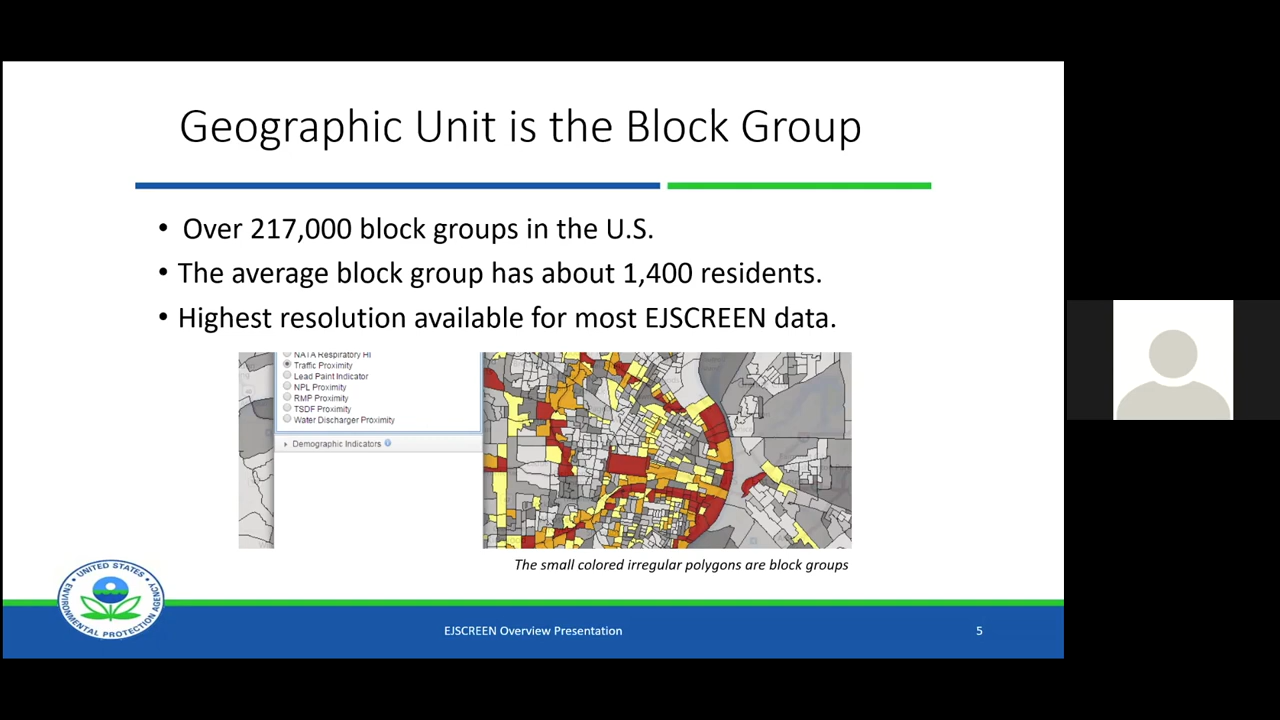 Geographic Unit is the Block Group
• Over 217,000 block groups in the U.S.
• The average block group has about 1,400 residents.
• Highest resolution available for most EJSCREEN data.
NATA Respiratory HI
Traffic Proximity
Lead Paint Indicator
NPL Proximity
RMP Proximity
TSDF Proximity
Water Discharger Proximity
Demographic Indicators
The small colored irregular polygons are block groups
UNITED STATES
ENVIRONMENTAL PROTECTION AGENCY
EJSCREEN Overview Presentation
5